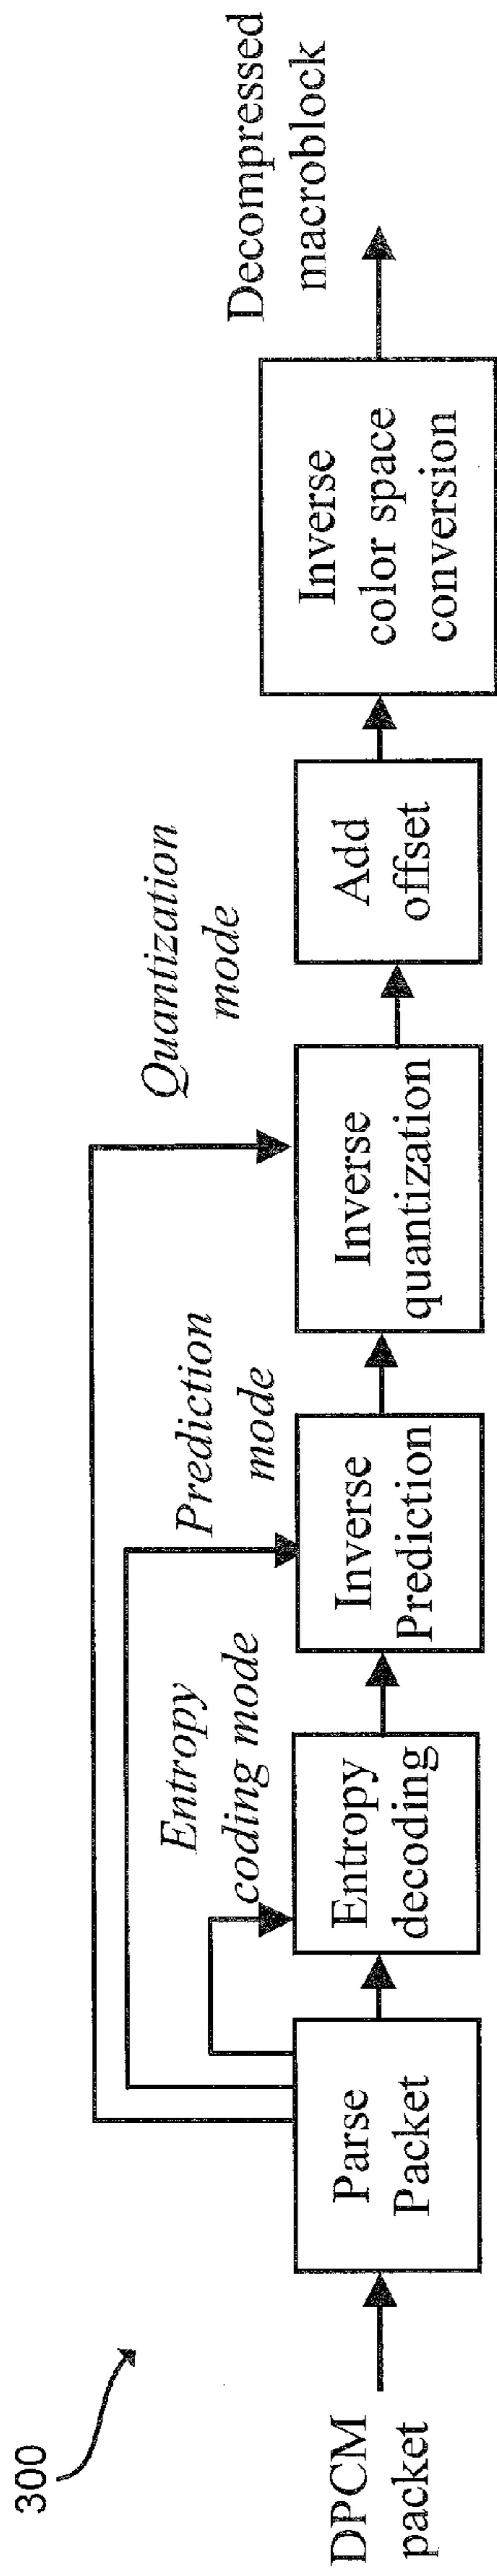 300
DPCM
packet
Parse
Packet
Entropy
coding mode
Entropy
decoding
Prediction
mode
Inverse
Prediction
Quantization
mode
Inverse
quantization
Add
offset
Inverse
color space
conversion
Decompressed
macroblock